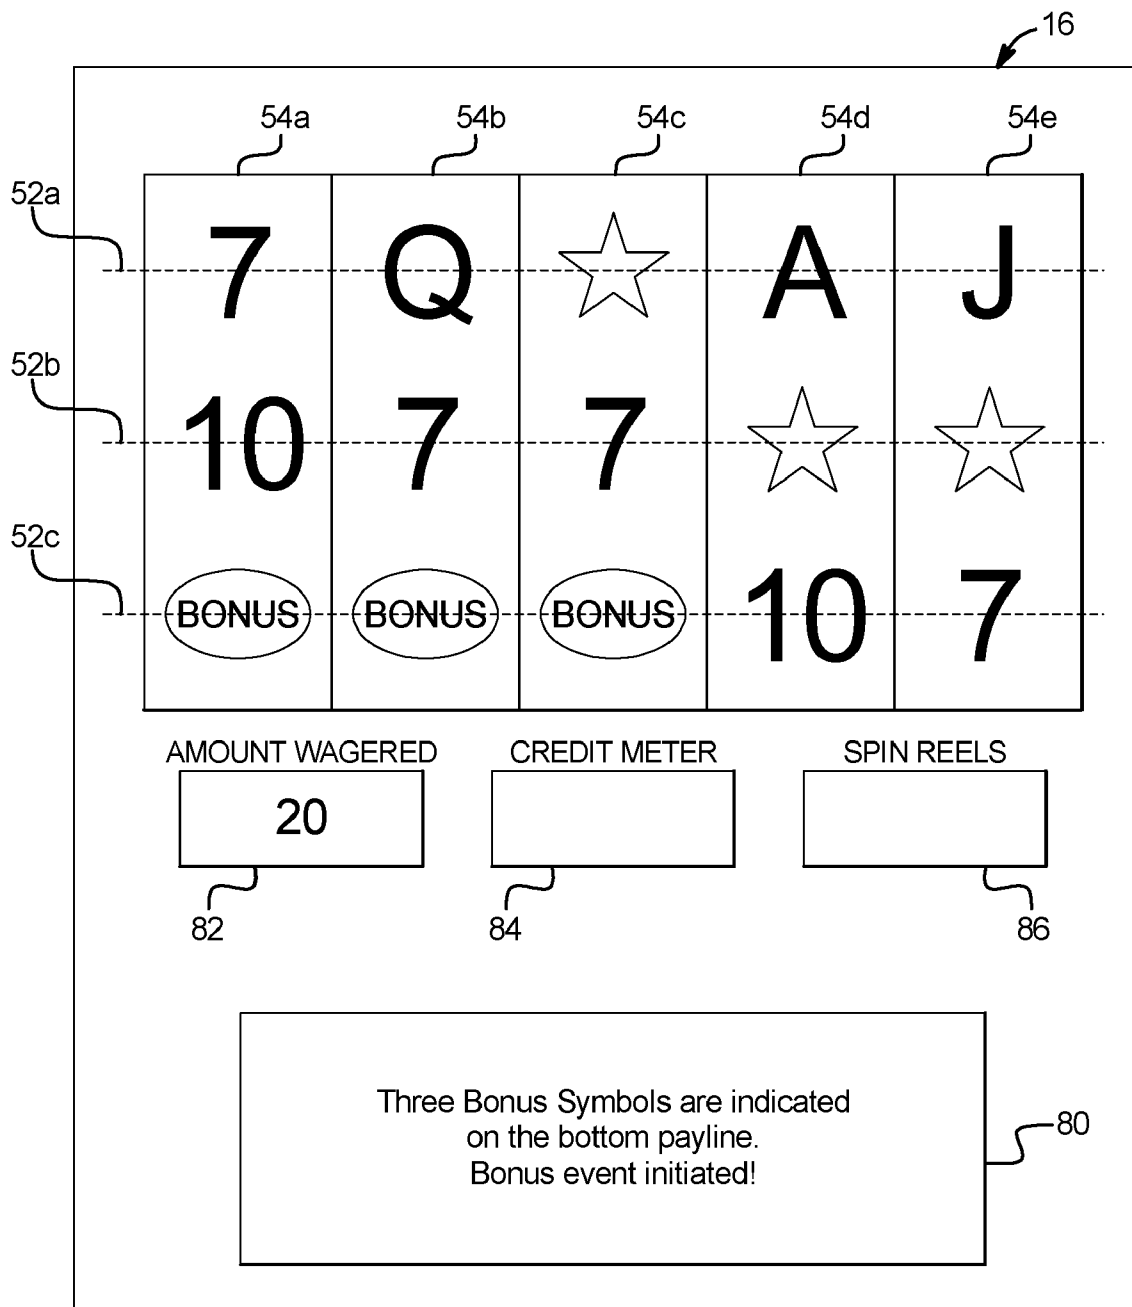 16
54a 54b 54c 54d 54e
52a
7 Q A J
52b
10 7 7
52c
BONUS BONUS BONUS 10 7
AMOUNT WAGERED CREDIT METER SPIN REELS
20
82 84 86
Three Bonus Symbols are indicated
on the bottom payline.
Bonus event initiated!
80